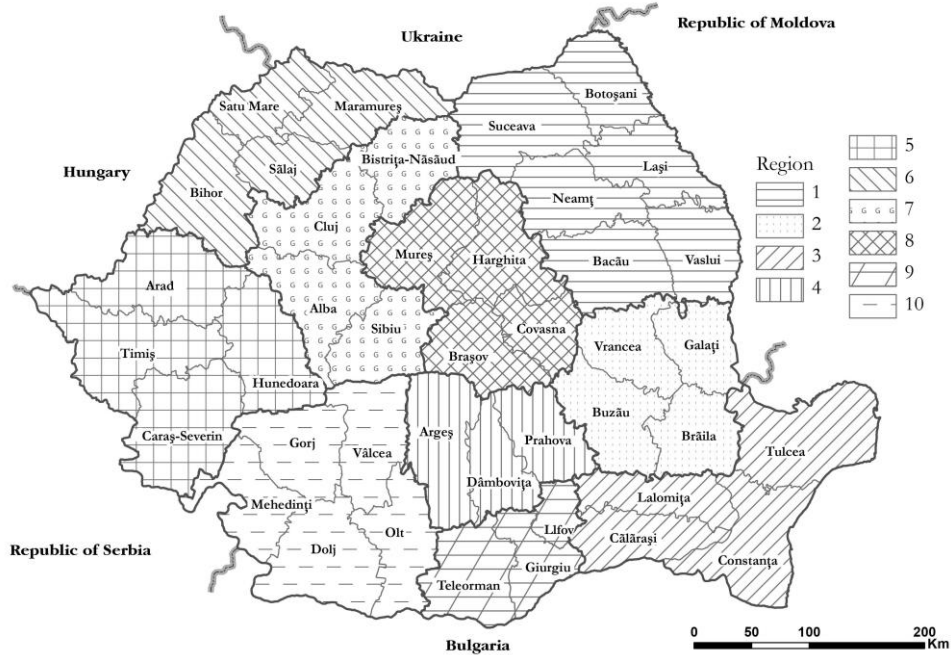 Ukraine
Republic of Moldova
Botoşani
Satu Mare
Maramureş
Suceava
Bistriţa-Năsăud
Sălaj
Iaşi
Hungary
Bihor
Neamţ
Cluj
Mureş
Harghita
Bacău
Vaslui
Arad
Alba
Sibiu
Covasna
Timiş
Braşov
Vrancea
Galaţi
Hunedoara
Caraş-Severin
Gorj
Argeş
Buzău
Brăila
Prahova
Vâlcea
Tulcea
Dâmboviţa
Mehedinţi
Lalomiţa
Olt
Llfov
Republic of Serbia
Dolj
Călăraşi
Constanţa
Teleorman
Giurgiu
Bulgaria
Region
1
2
3
4
5
6
7
8
9
10
0 50 100 200
Km